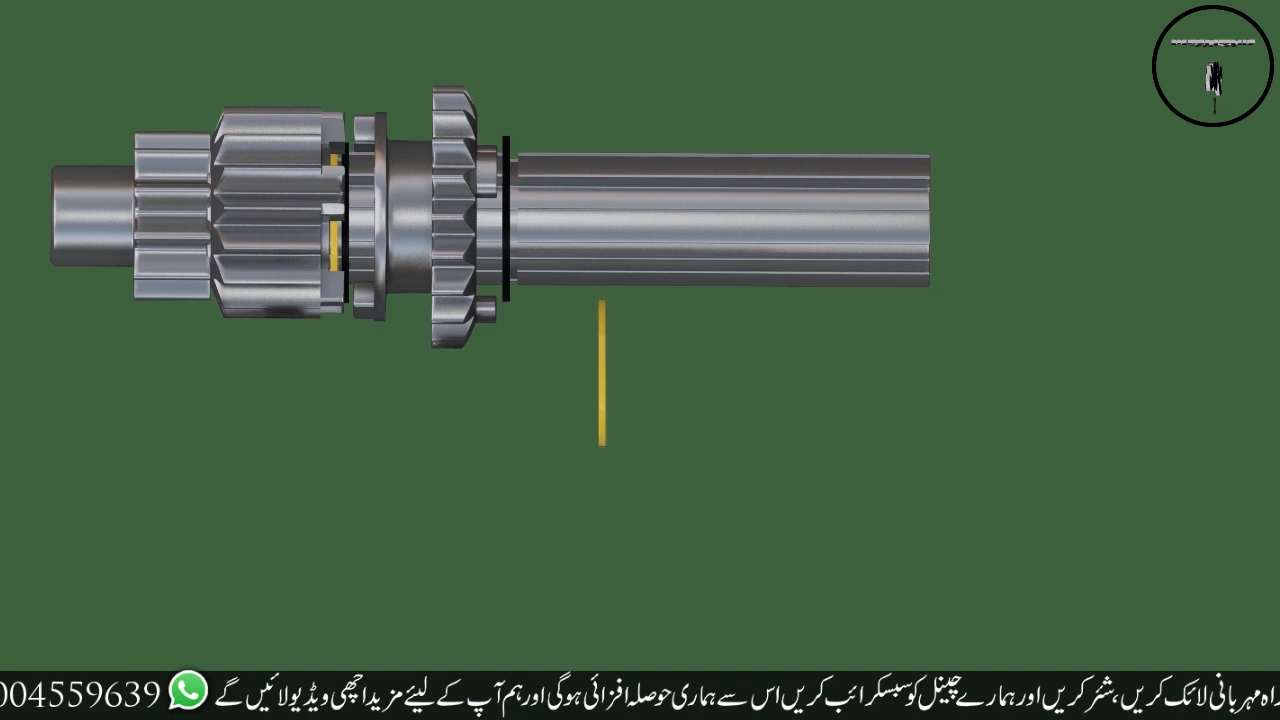 راہ مہربانی لائک کریں، شئر کریں اور ہمارے چینل کو سبسکرائب کریں اس سے ہماری حوصلہ افزائی ہوگی اور ہم آپ کے لیئے مزید اچھی ویڈیو لائیں گے 004559639